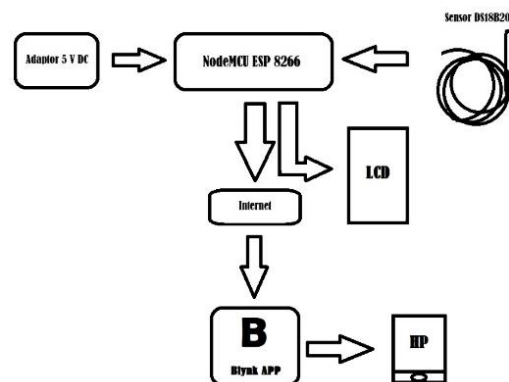 Sensor DS18B20
Adaptor 5 V DC
NodeMCU ESP 8266
LCD
Internet
B
Blynk APP
HP